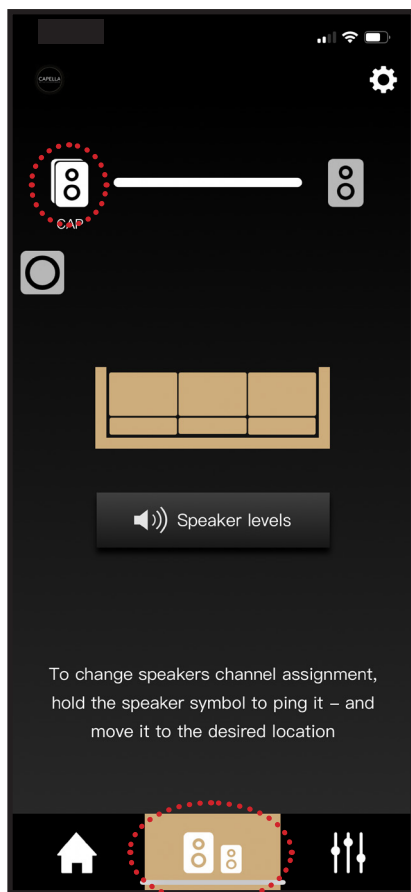 CAPELLA
CAP
Speaker levels
To change speakers channel assignment,
hold the speaker symbol to ping it – and
move it to the desired location